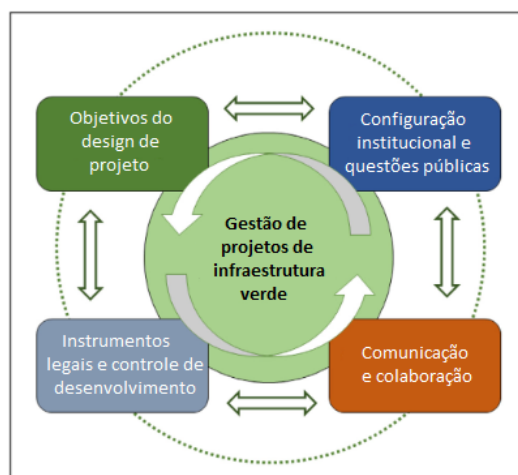 Objetivos do
design de
projeto
Configuração
institucional e
questões públicas
Gestão de
projetos de
infraestrutura
verde
Instrumentos
legais e controle de
desenvolvimento
Comunicação
e colaboração